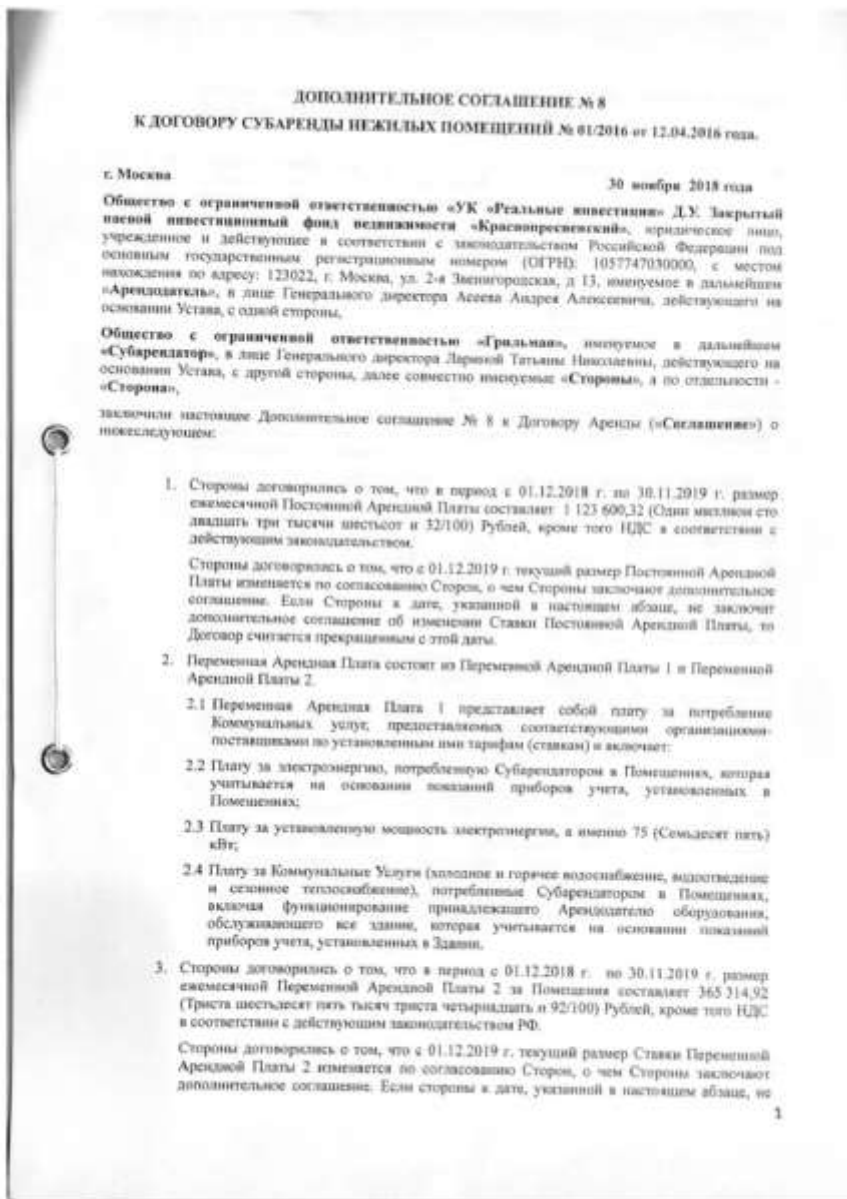 ДОПОЛНИТЕЛЬНОЕ СОГЛАШЕНИЕ № 8
К ДОГОВОРУ СУБАРЕНДЫ НЕЖИЛЫХ ПОМЕЩЕНИЙ № 01/2016 от 12.04.2016 года.
г. Москва
30 ноября 2018 года
Общество с ограниченной ответственностью «УК «Реальные инвестиции» Д.У. Закрытый
паевой инвестиционный фонд недвижимости «Краснопресненский», юридическое лицо,
учрежденное и действующее в соответствии с законодательством Российской Федерации под
основным государственным регистрационным номером (ОГРН): 1057747030000, с местом
нахождения по адресу: 123022, г. Москва, ул. 2-я Звенигородская, д 13, именуемое в дальнейшем
«Арендодатель», в лице Генерального директора Асеева Андрея Алексеевича, действующего на
основании Устава, с одной стороны,
Общество с ограниченной ответственностью «Грильман», именуемое в дальнейшем
«Субарендатор», в лице Генерального директора Лариной Татьяны Николаевны, действующего на
основании Устава, с другой стороны, далее совместно именуемые «Стороны», а по отдельности -
«Сторона»,
заключили настоящее Дополнительное соглашение № 8 к Договору Аренды («Соглашение») о
нижеследующем:
1. Стороны договорились о том, что в период с 01.12.2018 г. по 30.11.2019 г. размер
ежемесячной Постоянной Арендной Платы составляет 1 123 600,32 (Один миллион сто
двадцать три тысячи шестьсот и 32/100) Рублей, кроме того НДС в соответствии с
действующим законодательством.
Стороны договорились о том, что с 01.12.2019 г. текущий размер Постоянной Арендной
Платы изменяется по согласованию Сторон, о чем Стороны заключают дополнительное
соглашение. Если Стороны к дате, указанной в настоящем абзаце, не заключат
дополнительное соглашение об изменении Ставки Постоянной Арендной Платы, то
Договор считается прекращенным с этой даты.
2. Переменная Арендная Плата состоит из Переменной Арендной Платы 1 и Переменной
Арендной Платы 2.
2.1 Переменная Арендная Плата 1 представляет собой плату за потребление
Коммунальных услуг, предоставляемых соответствующими организациями-
поставщиками по установленным ими тарифам (ставкам) и включает:
2.2 Плату за электроэнергию, потребленную Субарендатором в Помещениях, которая
учитывается на основании показаний приборов учета, установленных в
Помещениях;
2.3 Плату за установленную мощность электроэнергии, а именно 75 (Семьдесят пять)
кВт;
2.4 Плату за Коммунальные Услуги (холодное и горячее водоснабжение, водоотведение
и сезонное теплоснабжение), потребленные Субарендатором в Помещениях,
включая функционирование принадлежащего Арендодателю оборудования,
обслуживающего все здание, которая учитывается на основании показаний
приборов учета, установленных в Здании.
3. Стороны договорились о том, что в период с 01.12.2018 г. по 30.11.2019 г. размер
ежемесячной Переменной Арендной Платы 2 за Помещения составляет 365 314,92
(Триста шестьдесят пять тысяч триста четырнадцать и 92/100) Рублей, кроме того НДС
в соответствии с действующим законодательством РФ.
Стороны договорились о том, что с 01.12.2019 г. текущий размер Ставки Переменной
Арендной Платы 2 изменяется по согласованию Сторон, о чем Стороны заключают
дополнительное соглашение. Если стороны к дате, указанной в настоящем абзаце, не
1